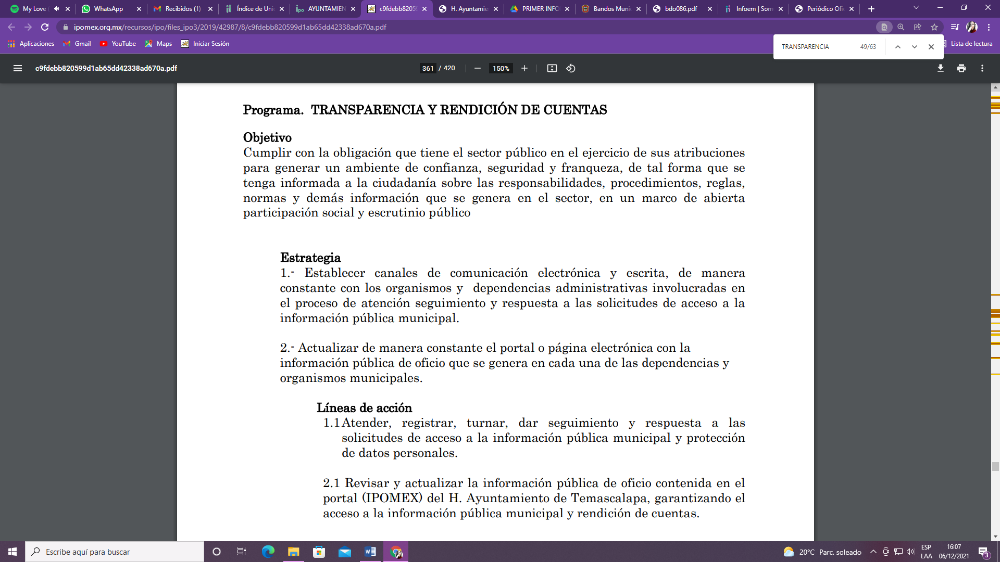 My Love (
WhatsApp
Recibidos (1)
Índice de Uni
AYUNTAMIEN
c9fdebb8205
H. Ayuntamie
PRIMER INFO
Bandos Muni
bdo086.pdf
Infoem | Som
Periódico Ofi
ipomex.org.mx/recursos/ipo/files_ipo3/2019/42987/8/c9fdebb820599d1ab65dd42338ad670a.pdf
Aplicaciones
Gmail
YouTube
Maps
Iniciar Sesión
TRANSPARENCIA 49/63
Lista de lectura
c9fdebb820599d1ab65dd42338ad670a.pdf
361 / 420
150%
Programa. TRANSPARENCIA Y RENDICIÓN DE CUENTAS
Objetivo
Cumplir con la obligación que tiene el sector público en el ejercicio de sus atribuciones
para generar un ambiente de confianza, seguridad y franqueza, de tal forma que se
tenga informada a la ciudadanía sobre las responsabilidades, procedimientos, reglas,
normas y demás información que se genera en el sector, en un marco de abierta
participación social y escrutinio público
Estrategia
1.- Establecer canales de comunicación electrónica y escrita, de manera
constante con los organismos y dependencias administrativas involucradas en
el proceso de atención seguimiento y respuesta a las solicitudes de acceso a la
información pública municipal.
2.- Actualizar de manera constante el portal o página electrónica con la
información pública de oficio que se genera en cada una de las dependencias y
organismos municipales.
Líneas de acción
1.1 Atender, registrar, turnar, dar seguimiento y respuesta a las
solicitudes de acceso a la información pública municipal y protección
de datos personales.
2.1 Revisar y actualizar la información pública de oficio contenida en el
portal (IPOMEX) del H. Ayuntamiento de Temascalapa, garantizando el
acceso a la información pública municipal y rendición de cuentas.
Escribe aquí para buscar
20°C Parc. soleado
ESP
LAA
16:07
06/12/2021
3